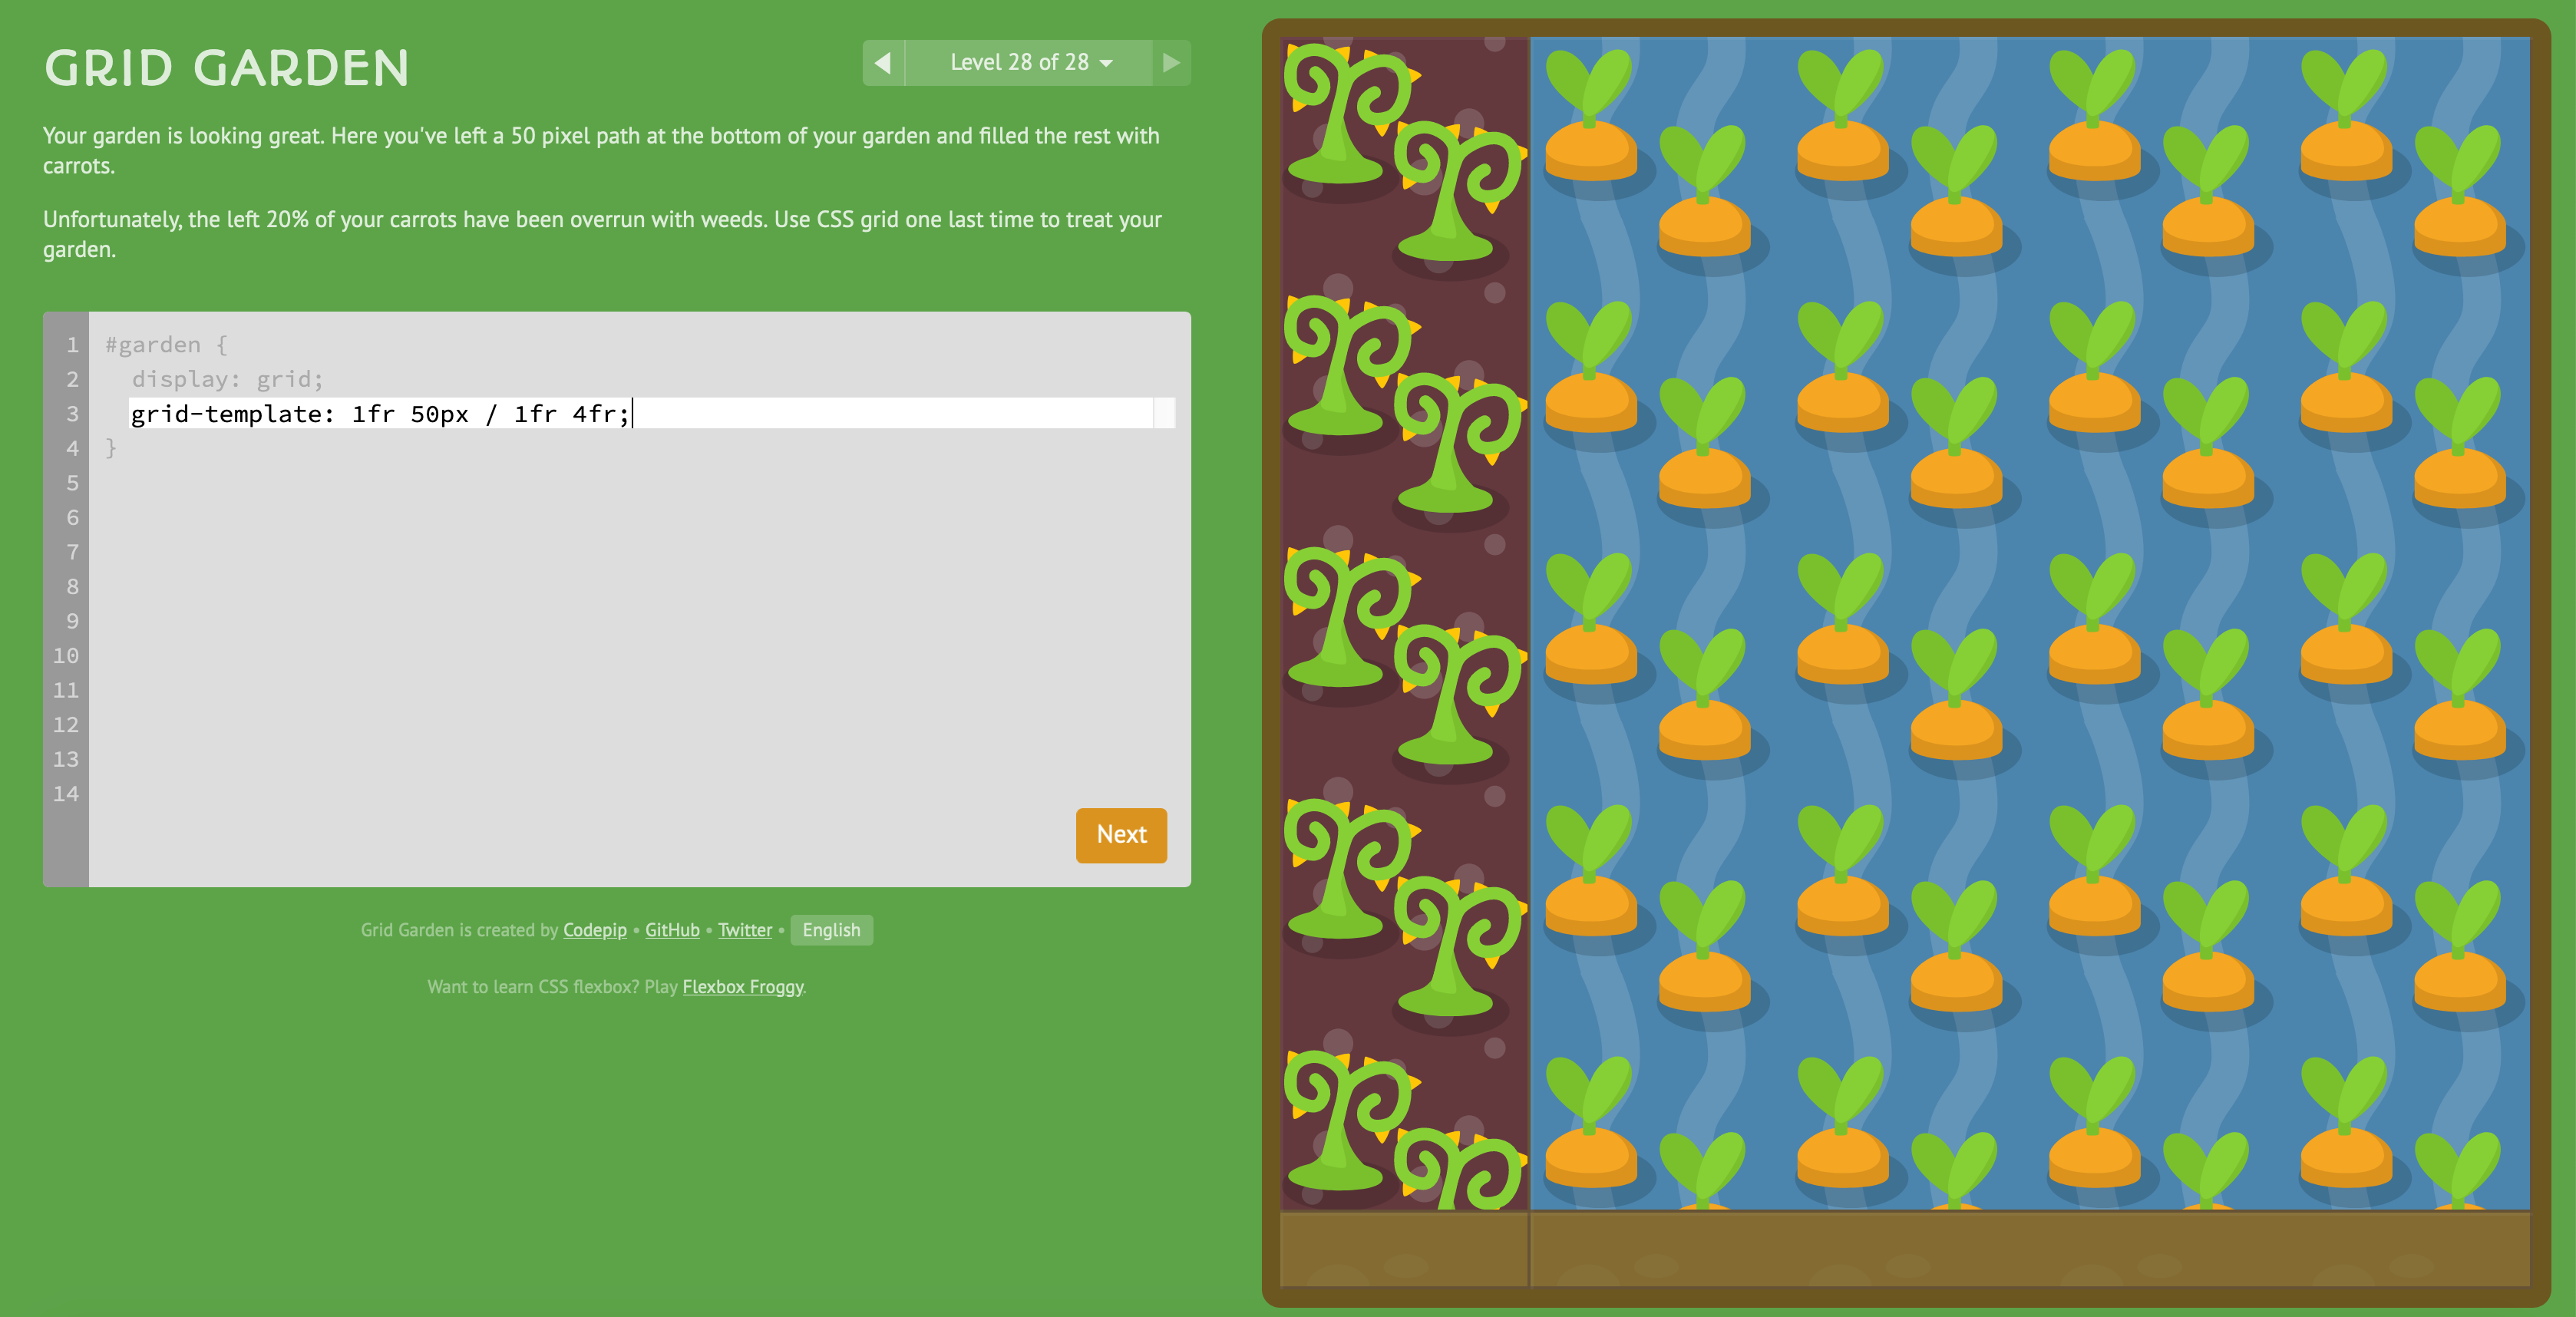 GRID GARDEN
Level 28 of 28
Your garden is looking great. Here you've left a 50 pixel path at the bottom of your garden and filled the rest with
carrots.
Unfortunately, the left 20% of your carrots have been overrun with weeds. Use CSS grid one last time to treat your
garden.
1 #garden {
2 display: grid;
3 grid-template: 1fr 50px / 1fr 4fr;
4 }
5
6
7
8
9
10
11
12
13
14
Next
Grid Garden is created by Codepip • GitHub • Twitter • English
Want to learn CSS flexbox? Play Flexbox Froggy.